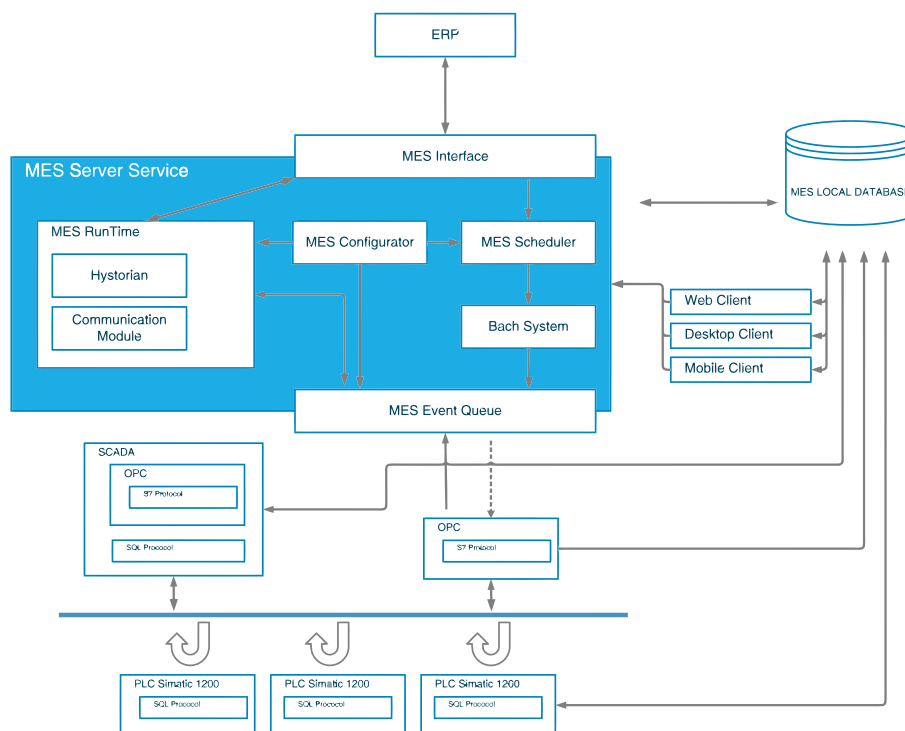 ERP
MES Interface
MES Server Service
MES LOCAL DATABASE
MES RunTime
MES Configurator
MES Scheduler
Hystorian
Communication
Module
Bach System
Web Client
Desktop Client
Mobile Client
MES Event Queue
SCADA
OPC
S7 Protocol
SQL Prococol
OPC
S7 Protocol
PLC Simatic 1200
SQL Protocol
PLC Simatic 1200
SQL Protocol
PLC Simatic 1200
SQL Protocol